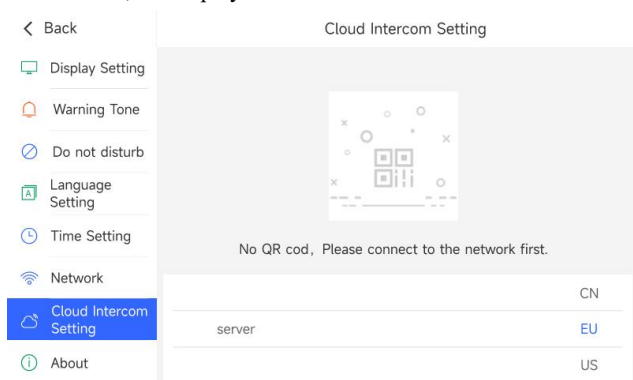 Back
Cloud Intercom Setting
Display Setting
Warning Tone
Do not disturb
Language
Setting
Time Setting
Network
Cloud Intercom
Setting
About
No QR cod, Please connect to the network first.
CN
server EU
US